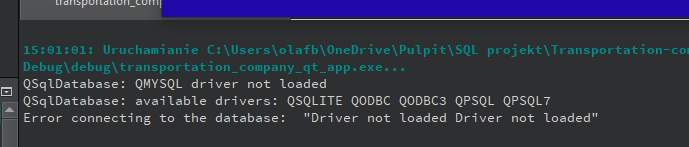 transportation_comp
15:01:01: Uruchamianie C:\Users\olafb\OneDrive\Pulpit\SQL projekt\Transportation-co
Debug\debug\transportation_company_qt_app.exe...
QSqlDatabase: QMYSQL driver not loaded
QSqlDatabase: available drivers: QSQLITE QODBC QODBC3 QPSQL QPSQL7
Error connecting to the database:  "Driver not loaded Driver not loaded"